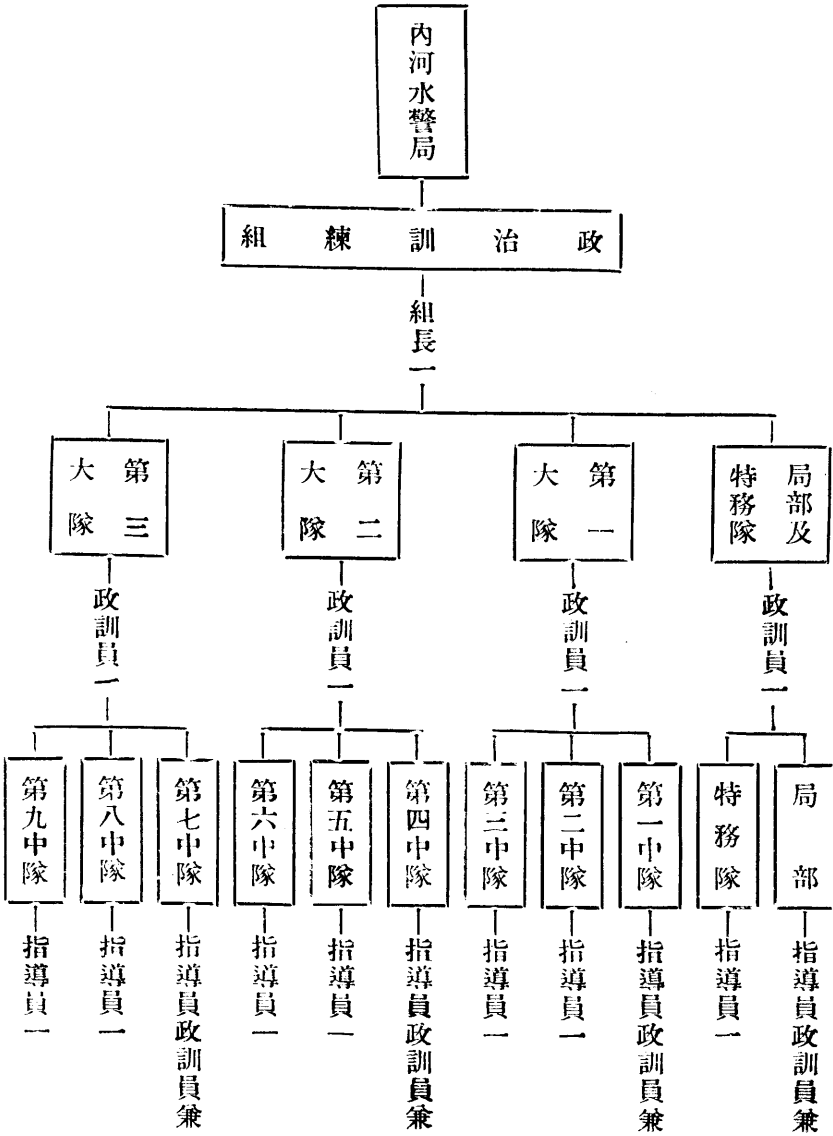 內河水警局
政治訓練組
組長一
局部及
特務隊
第一
大隊
第二
大隊
第三
大隊
政訓員一
政訓員一
政訓員一
政訓員一
局部
特務隊
第一中隊
第二中隊
第三中隊
第四中隊
第五中隊
第六中隊
第七中隊
第八中隊
第九中隊
指導員政訓員兼
指導員一
指導員政訓員兼
指導員一
指導員一
指導員政訓員兼
指導員一
指導員一
指導員政訓員兼
指導員一
指導員一